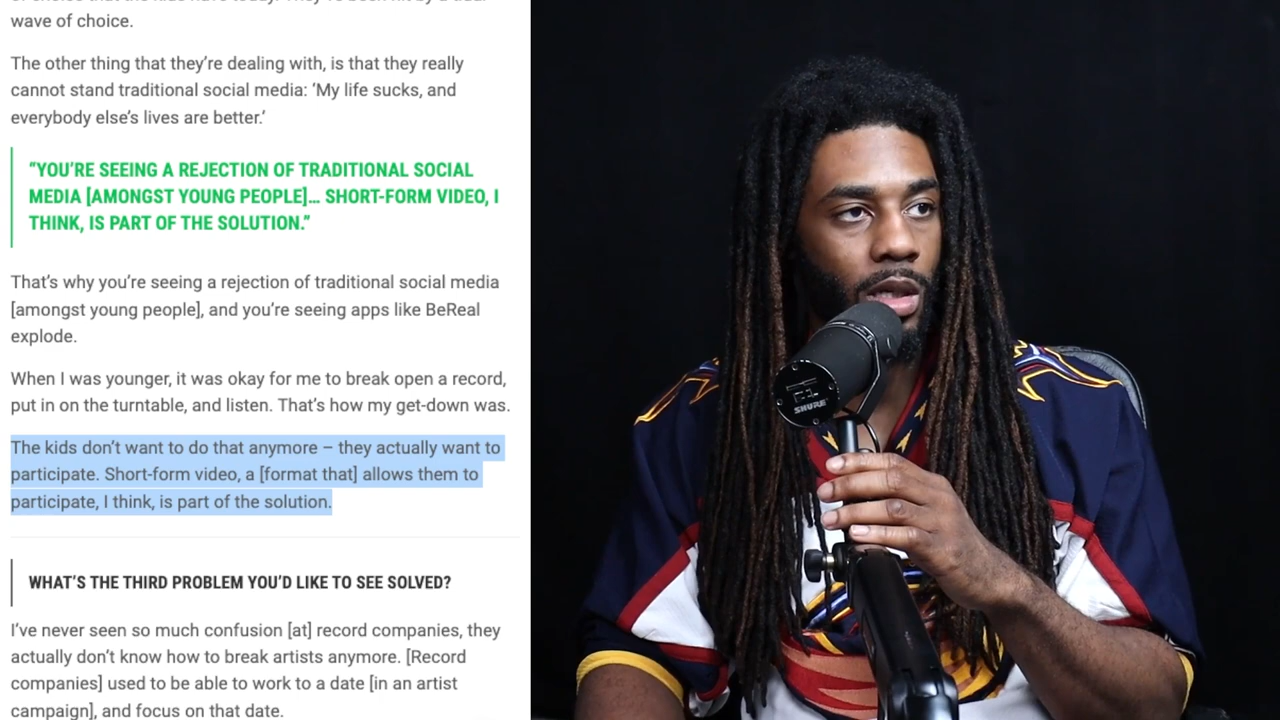 wave of choice.
The other thing that they’re dealing with, is that they really
cannot stand traditional social media: ‘My life sucks, and
everybody else’s lives are better.’
“YOU’RE SEEING A REJECTION OF TRADITIONAL SOCIAL
MEDIA [AMONGST YOUNG PEOPLE]… SHORT-FORM VIDEO, I
THINK, IS PART OF THE SOLUTION.”
That’s why you’re seeing a rejection of traditional social media
[amongst young people], and you’re seeing apps like BeReal
explode.
When I was younger, it was okay for me to break open a record,
put in on the turntable, and listen. That’s how my get-down was.
The kids don’t want to do that anymore – they actually want to
participate. Short-form video, a [format that] allows them to
participate, I think, is part of the solution.
WHAT’S THE THIRD PROBLEM YOU’D LIKE TO SEE SOLVED?
I’ve never seen so much confusion [at] record companies, they
actually don’t know how to break artists anymore. [Record
companies] used to be able to work to a date [in an artist
campaign], and focus on that date.
SHURE